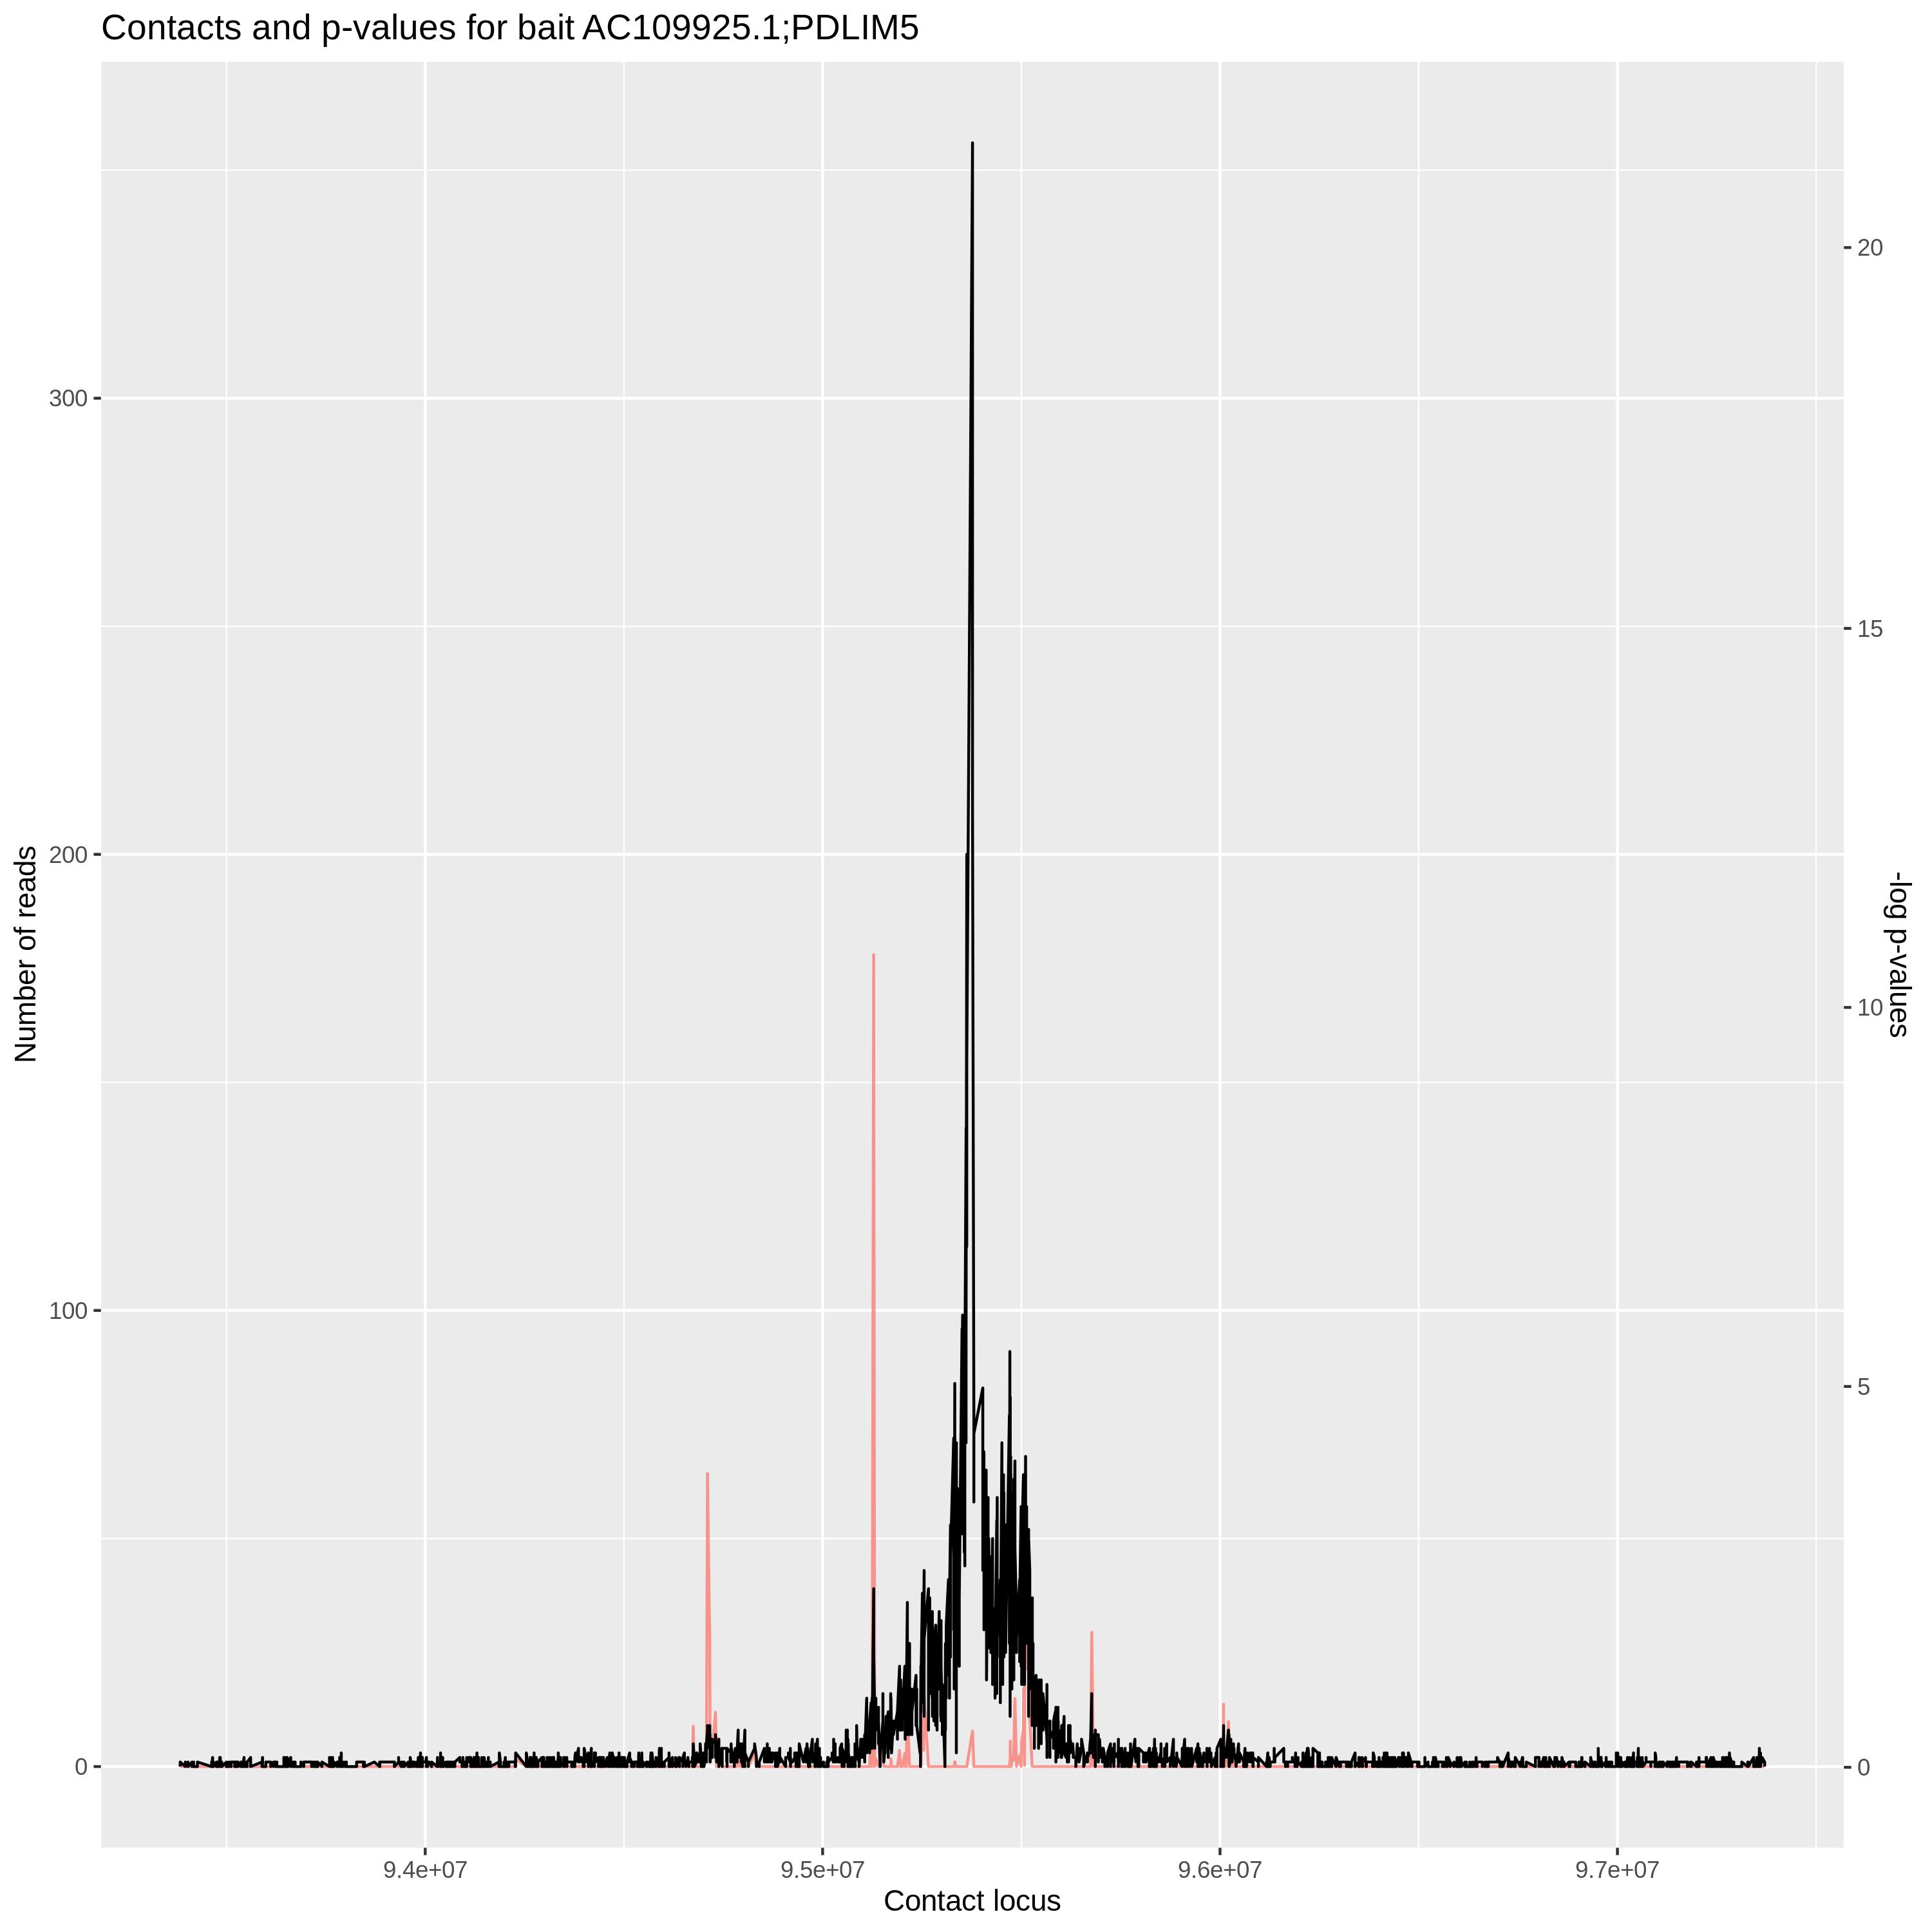 Contacts and p-values for bait AC109925.1;PDLIM5
Number of reads
300
200
100
0
20
15
10
5
0
-log p-values
9.4e+07
9.5e+07
9.6e+07
9.7e+07
Contact locus